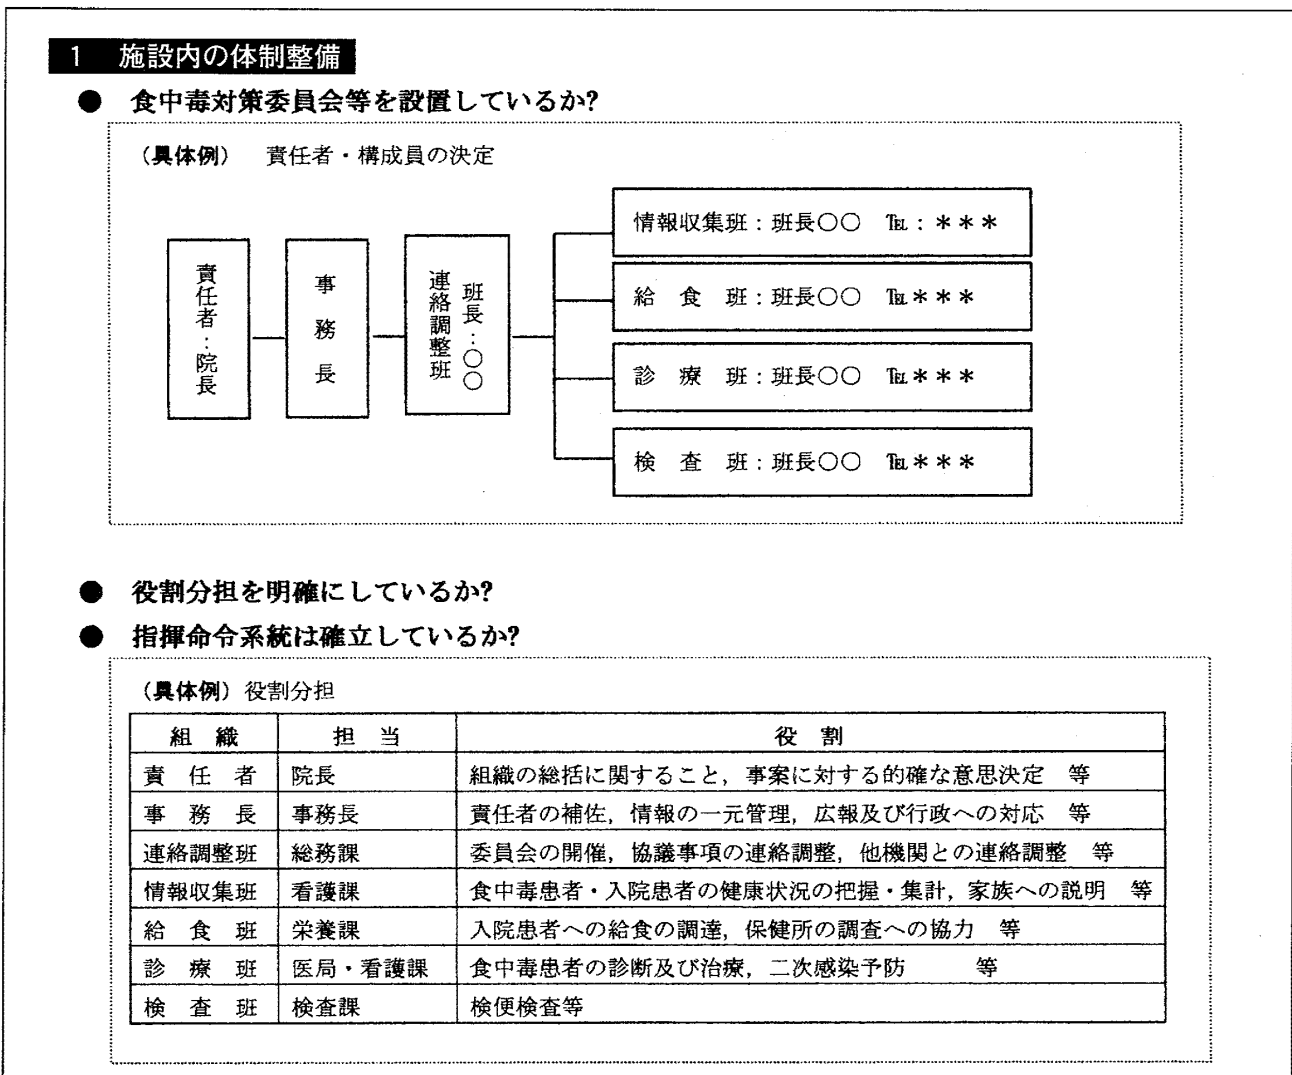 1 施設内の体制整備
● 食中毒対策委員会等を設置しているか?
（具体例） 責任者・構成員の決定
責任者：院長
事務長
連絡調整班
班長：〇〇
情報収集班：班長〇〇 ℡：＊＊＊
給食班：班長〇〇 ℡＊＊＊
診療班：班長〇〇 ℡＊＊＊
検査班：班長〇〇 ℡＊＊＊
● 役割分担を明確にしているか?
● 指揮命令系統は確立しているか?
（具体例）役割分担
組織 担当 役割
責任者 院長 組織の総括に関すること，事案に対する的確な意思決定 等
事務長 事務長 責任者の補佐，情報の一元管理，広報及び行政への対応 等
連絡調整班 総務課 委員会の開催，協議事項の連絡調整，他機関との連絡調整 等
情報収集班 看護課 食中毒患者・入院患者の健康状況の把握・集計，家族への説明 等
給食班 栄養課 入院患者への給食の調達，保健所の調査への協力 等
診療班 医局・看護課 食中毒患者の診断及び治療，二次感染予防 等
検査班 検査課 検便検査等